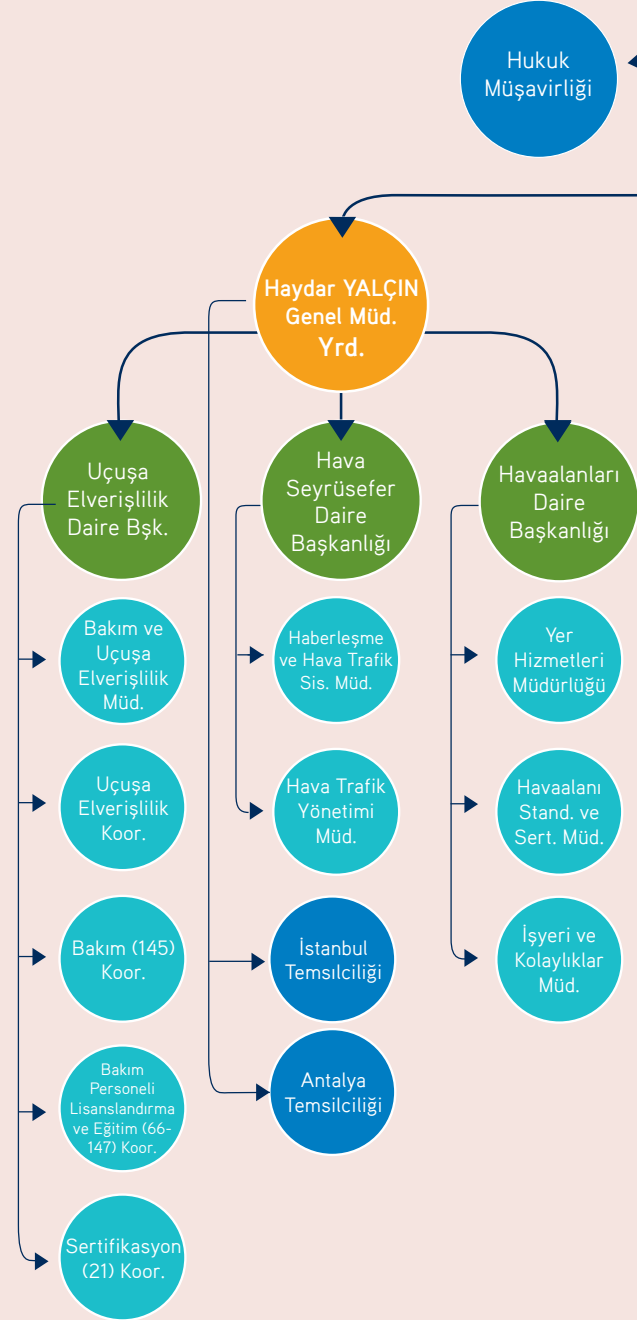 Hukuk
Müşavirliği
Haydar YALÇIN
Genel Müd.
Yrd.
Uçuşa
Elverişlilik
Daire Bşk.
Bakım ve
Uçuşa
Elverişlilik
Müd.
Uçuşa
Elverişlilik
Koor.
Bakım (145)
Koor.
Bakım
Personeli
Lisanslandırma
ve Eğitim (66-
147) Koor.
Sertifikasyon
(21) Koor.
Hava
Seyrüsefer
Daire
Başkanlığı
Haberleşme
ve Hava Trafik
Sis. Müd.
Hava Trafik
Yönetimi
Müd.
İstanbul
Temsilciliği
Antalya
Temsilciliği
Havaalanları
Daire
Başkanlığı
Yer
Hizmetleri
Müdürlüğü
Havaalanı
Stand. ve
Sert. Müd.
İşyeri ve
Kolaylıklar
Müd.